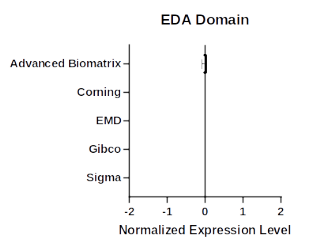 EDA Domain
Advanced Biomatrix
Corning
EMD
Gibco
Sigma
-2 -1 0 1 2
Normalized Expression Level